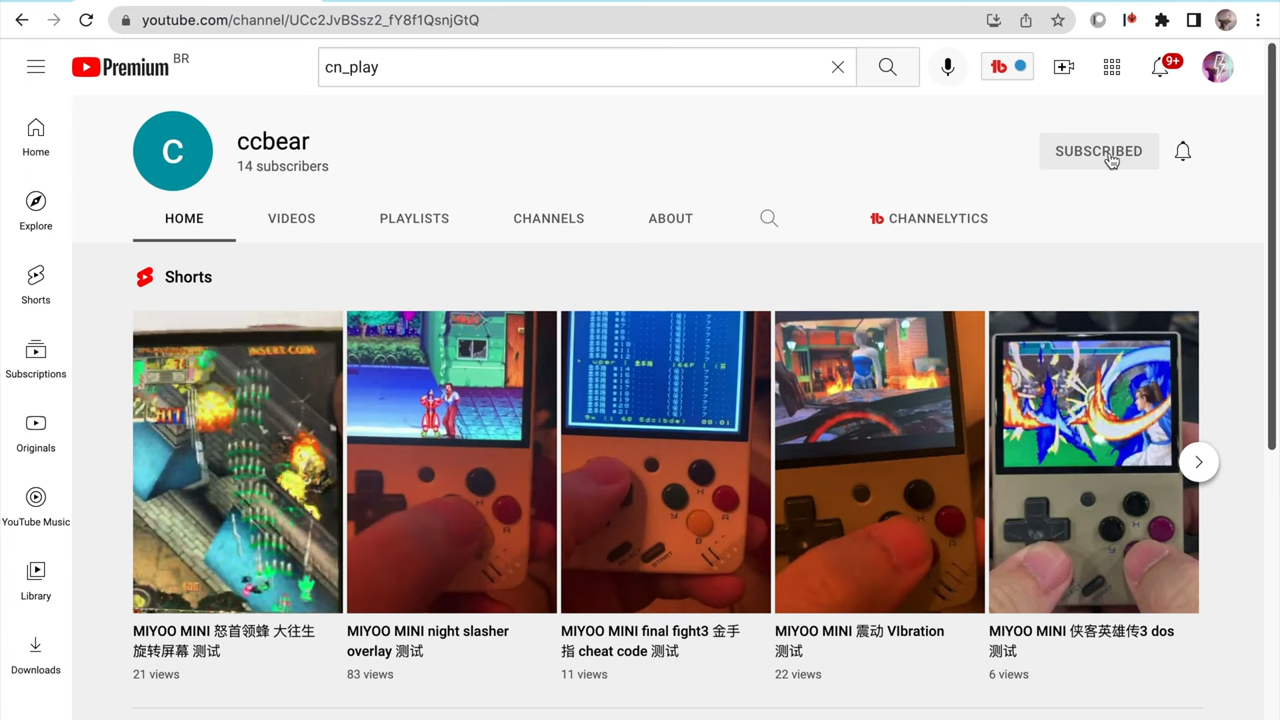 youtube.com/channel/UCc2JvBSsz2_fY8f1QsnjGtQ
Premium BR
cn_play
9+
C
ccbear
14 subscribers
SUBSCRIBED
HOME
VIDEOS
PLAYLISTS
CHANNELS
ABOUT
CHANNELYTICS
Home
Explore
Shorts
Subscriptions
Originals
YouTube Music
Library
Downloads
Shorts
INSERT COIN
MIYOO MINI 怒首领蜂 大往生
旋转屏幕 测试
21 views
MIYOO MINI night slasher
overlay 测试
83 views
MIYOO MINI final fight3 金手
指 cheat code 测试
11 views
MIYOO MINI 震动 VIbration
测试
22 views
MIYOO MINI 侠客英雄传3 dos
测试
6 views